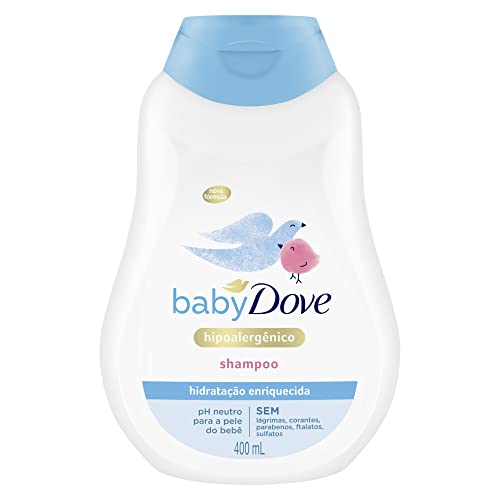 nova
fórmula
baby Dove
hipoalergênico
shampoo
hidratação enriquecida
pH neutro
para a pele
do bebê
SEM
lágrimas, corantes,
parabenos, ftalatos,
sulfatos
400 mL